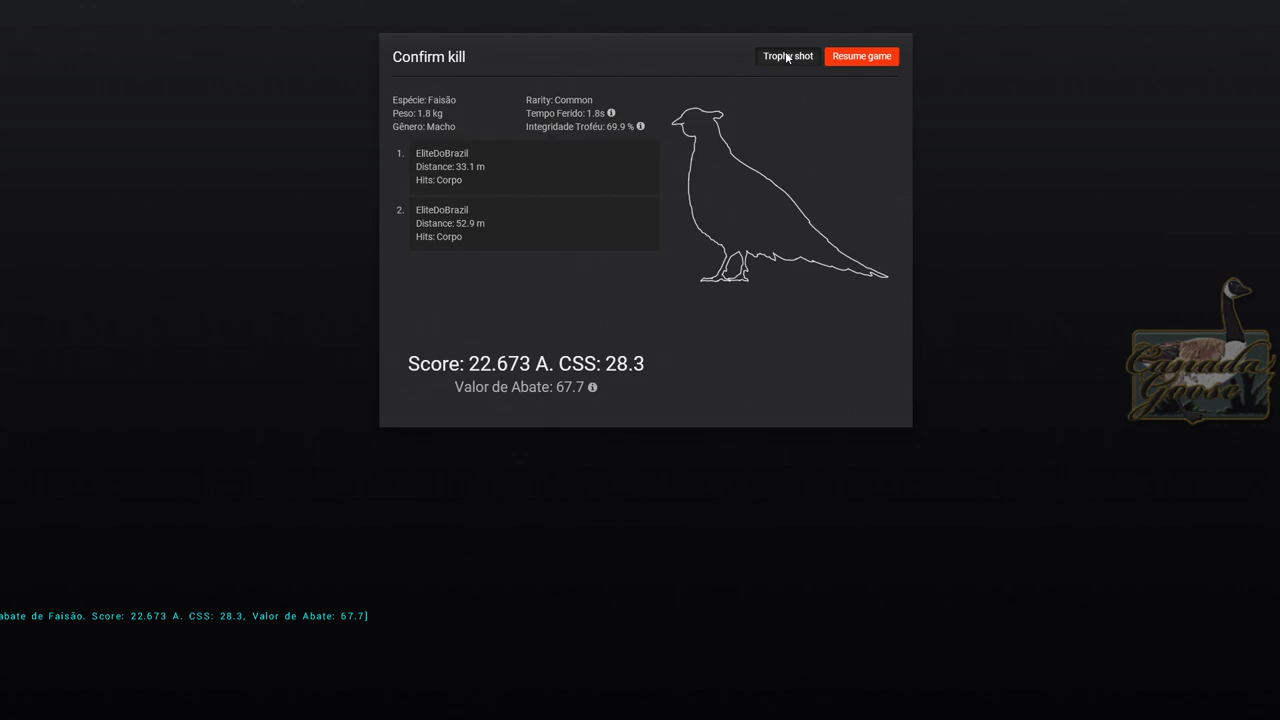 Confirm kill
Trophy shot
Resume game
Espécie: Faisão
Peso: 1.8 kg
Gênero: Macho
Rarity: Common
Tempo Ferido: 1.8s
Integridade Troféu: 69.9 %
1. EliteDoBrazil
Distance: 33.1 m
Hits: Corpo
2. EliteDoBrazil
Distance: 52.9 m
Hits: Corpo
Score: 22.673 A. CSS: 28.3
Valor de Abate: 67.7
Canada
Goose
abate de Faisão. Score: 22.673 A. CSS: 28.3, Valor de Abate: 67.7]